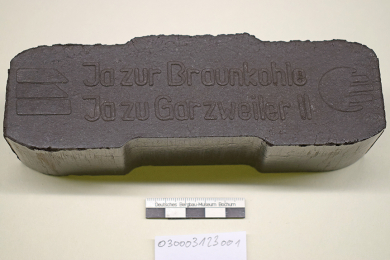 Ja zur Braunkohle
Ja zu Garzweiler II
Deutsches Bergbau-Museum Bochum
030003123001